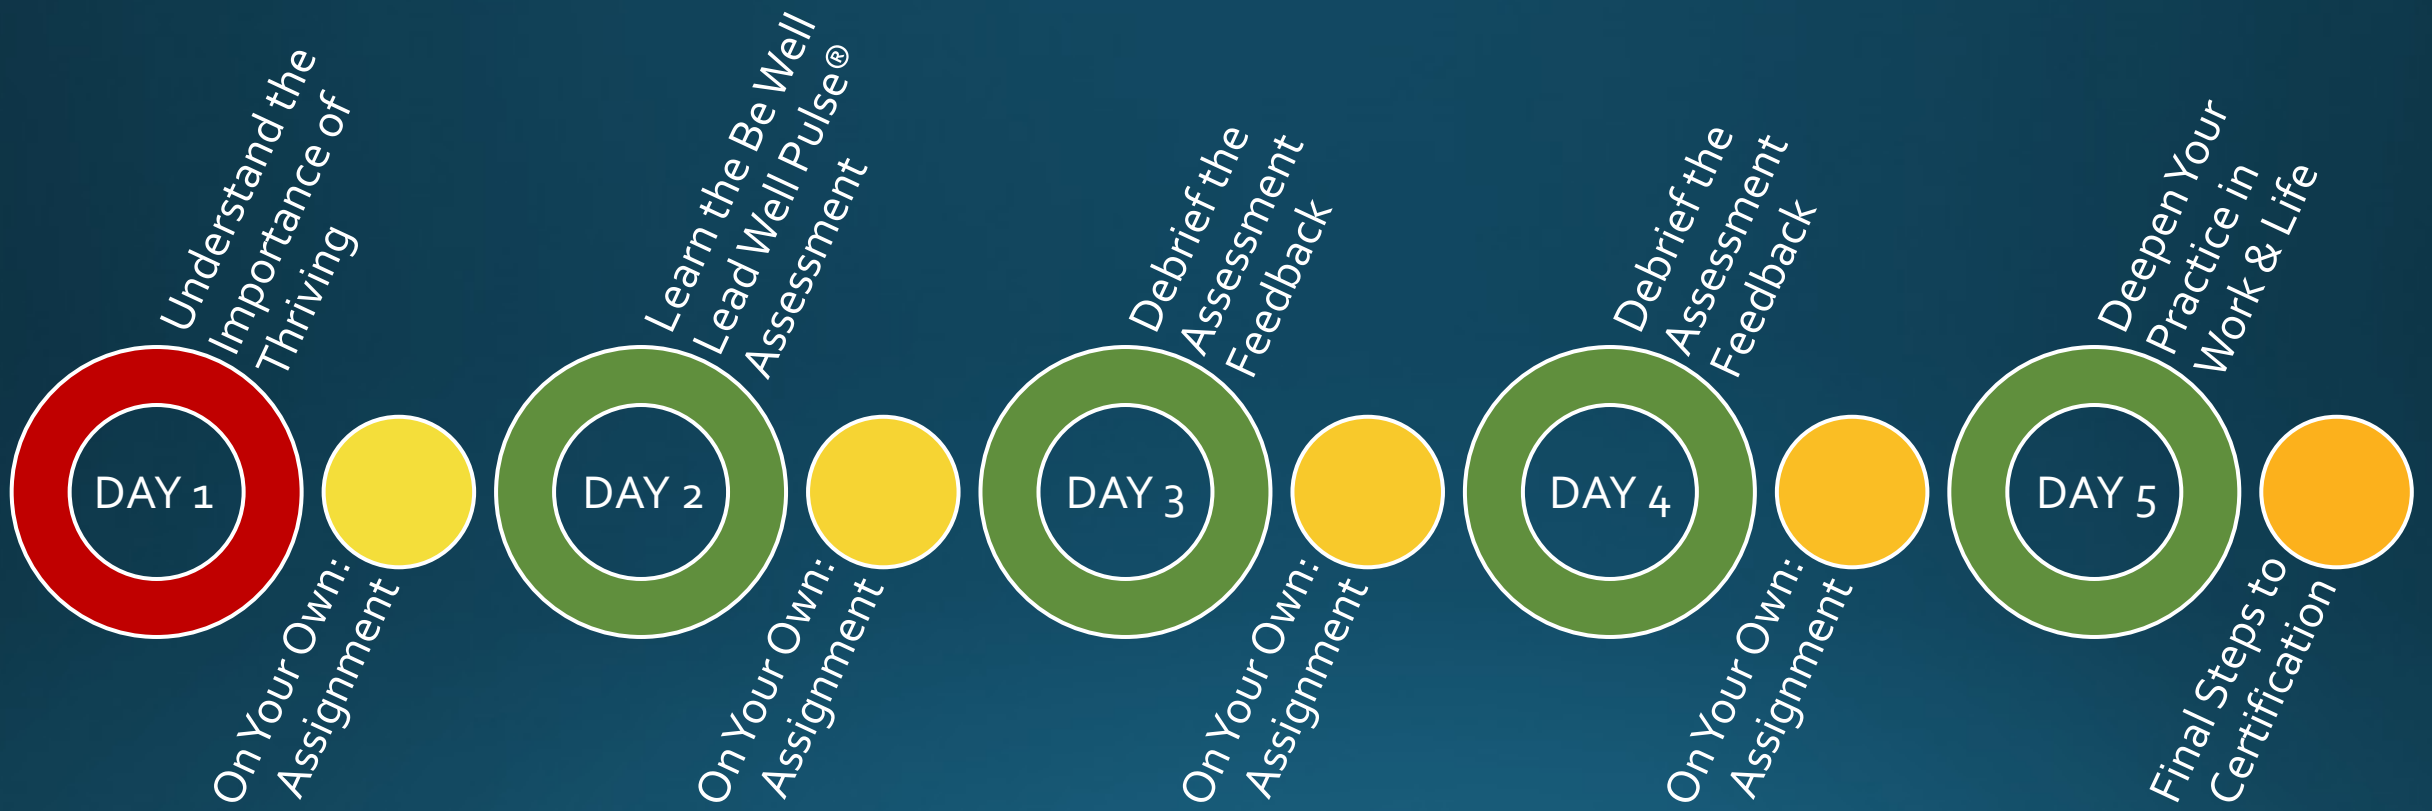 Understand the
Importance of
Thriving
DAY 1
On Your Own:
Assignment
Learn the Be Well
Lead Well Pulse®
Assessment
DAY 2
On Your Own:
Assignment
Debrief the
Assessment
Feedback
DAY 3
On Your Own:
Assignment
Debrief the
Assessment
Feedback
DAY 4
On Your Own:
Assignment
Deepen Your
Practice in
Work & Life
DAY 5
Final Steps to
Certification